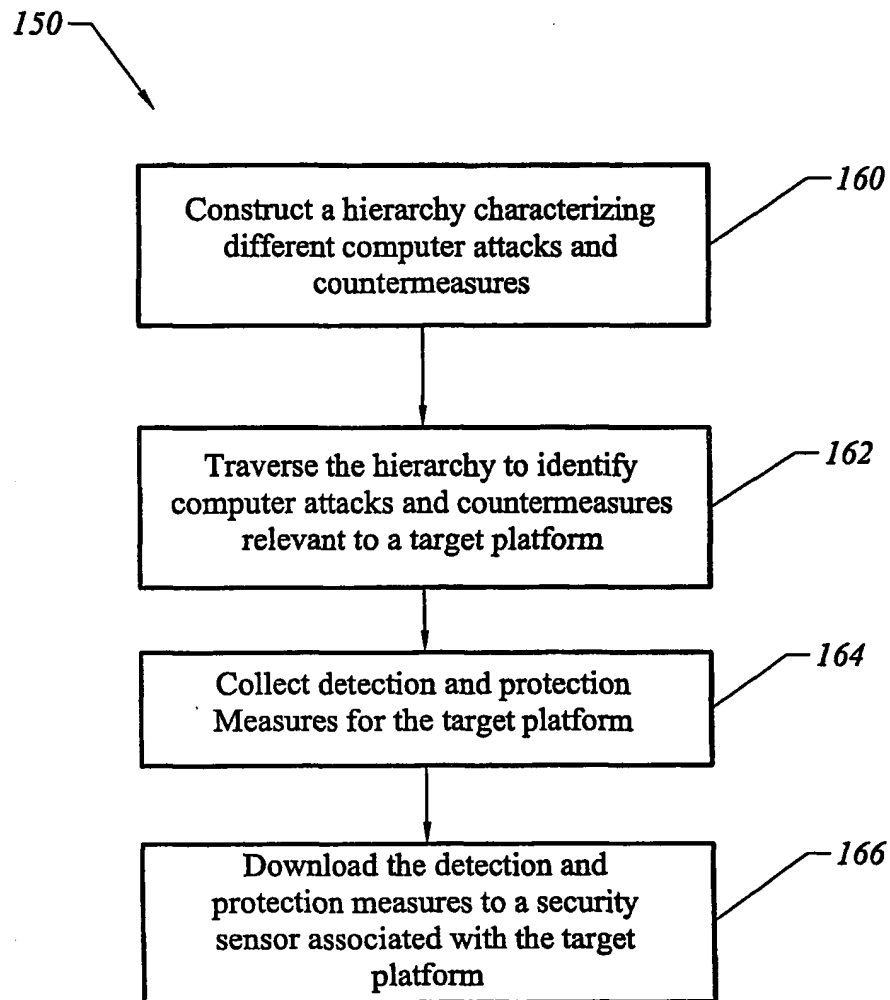 150
160
Construct a hierarchy characterizing
different computer attacks and
countermeasures
162
Traverse the hierarchy to identify
computer attacks and countermeasures
relevant to a target platform
164
Collect detection and protection
Measures for the target platform
166
Download the detection and
protection measures to a security
sensor associated with the target
platform